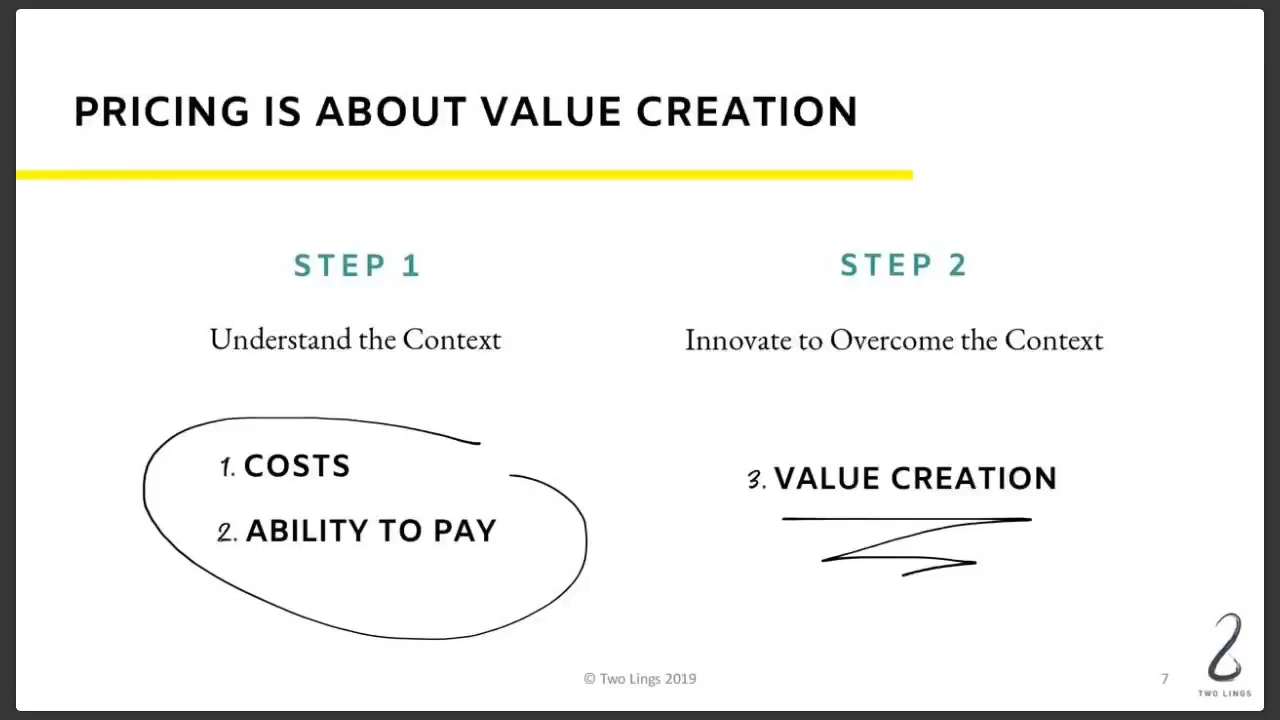 PRICING IS ABOUT VALUE CREATION
STEP 1
Understand the Context
1. COSTS
2. ABILITY TO PAY
STEP 2
Innovate to Overcome the Context
3. VALUE CREATION
© Two Lings 2019
7
TWO LINGS